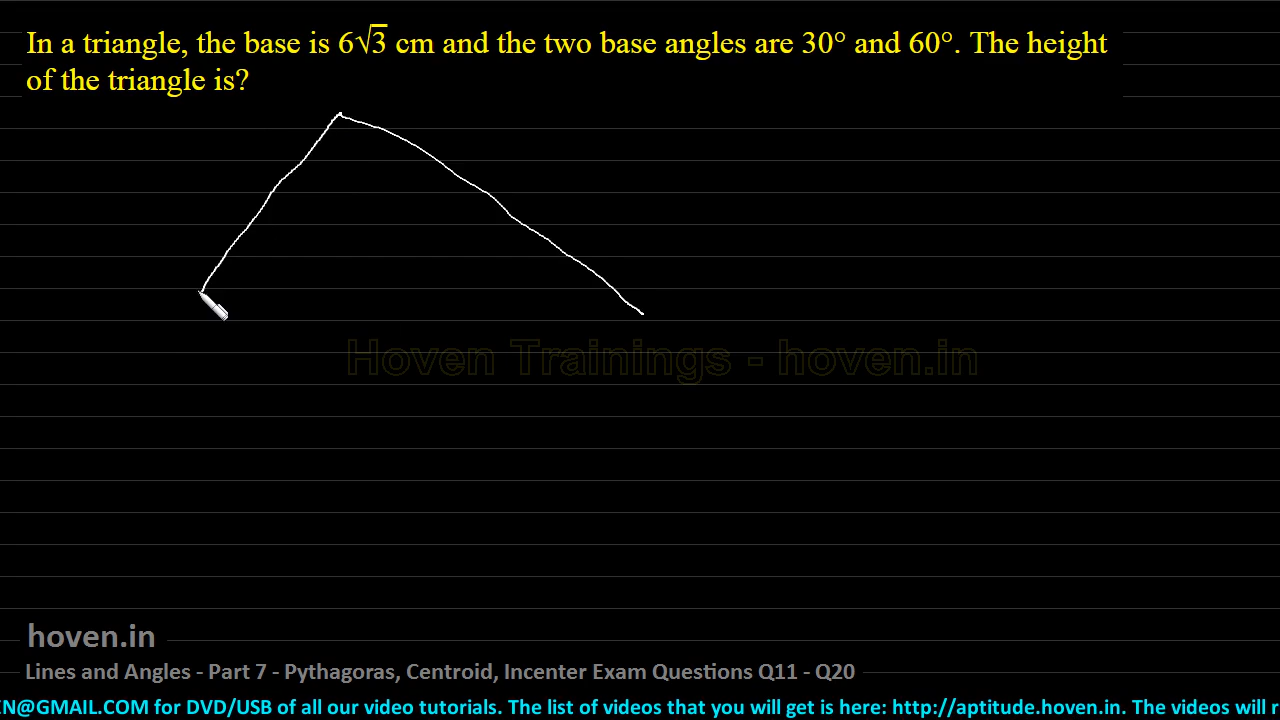 In a triangle, the base is 6√3 cm and the two base angles are 30° and 60°. The height
of the triangle is?
Hoven Trainings - hoven.in
hoven.in
Lines and Angles - Part 7 - Pythagoras, Centroid, Incenter Exam Questions Q11 - Q20
N@GMAIL.COM for DVD/USB of all our video tutorials. The list of videos that you will get is here: http://aptitude.hoven.in. The videos will